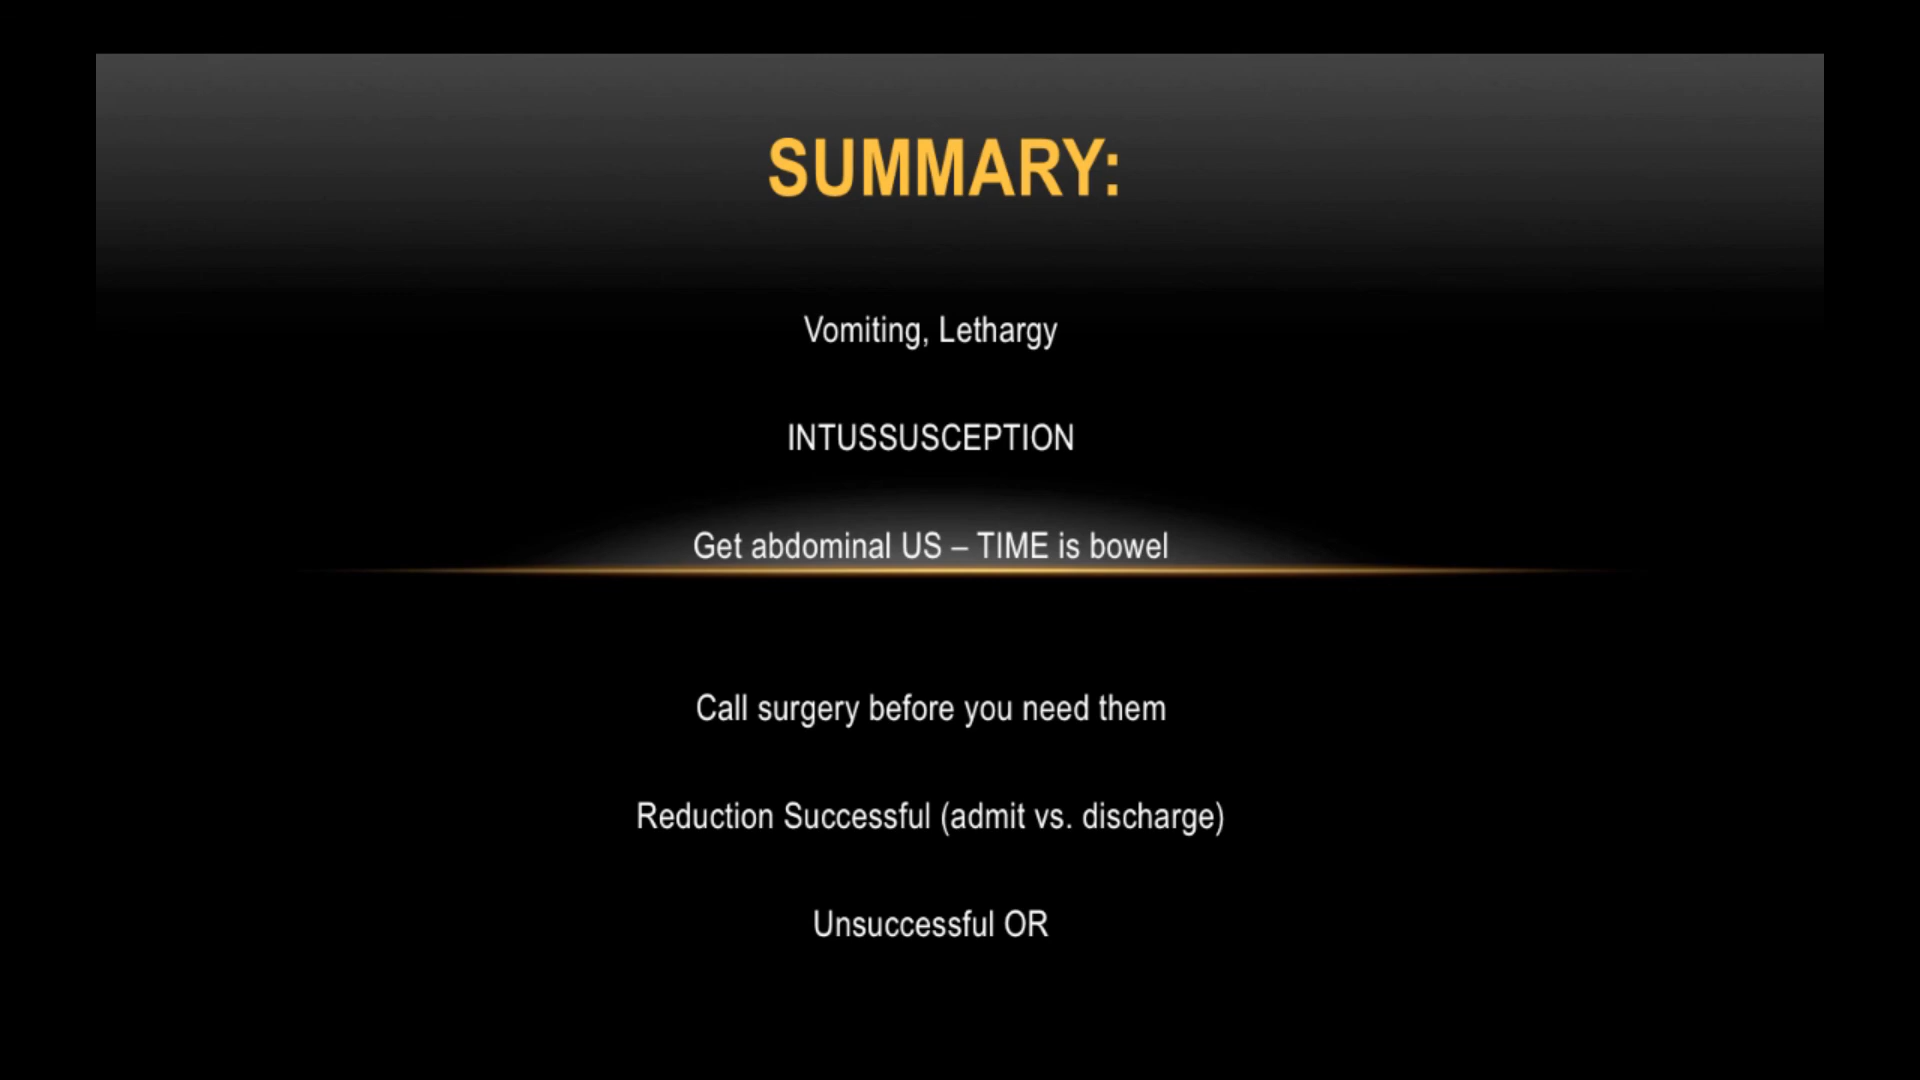 SUMMARY:
Vomiting, Lethargy
INTUSSUSCEPTION
Get abdominal US – TIME is bowel
Call surgery before you need them
Reduction Successful (admit vs. discharge)
Unsuccessful OR